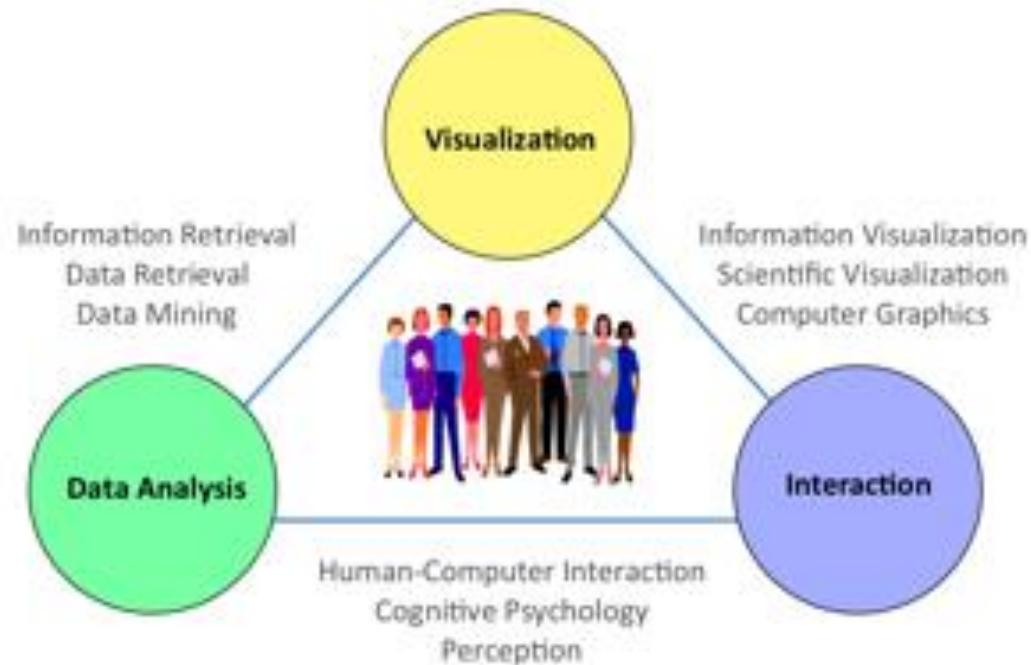 Visualization
Information Retrieval
Data Retrieval
Data Mining
Information Visualization
Scientific Visualization
Computer Graphics
Data Analysis
Interaction
Human-Computer Interaction
Cognitive Psychology
Perception